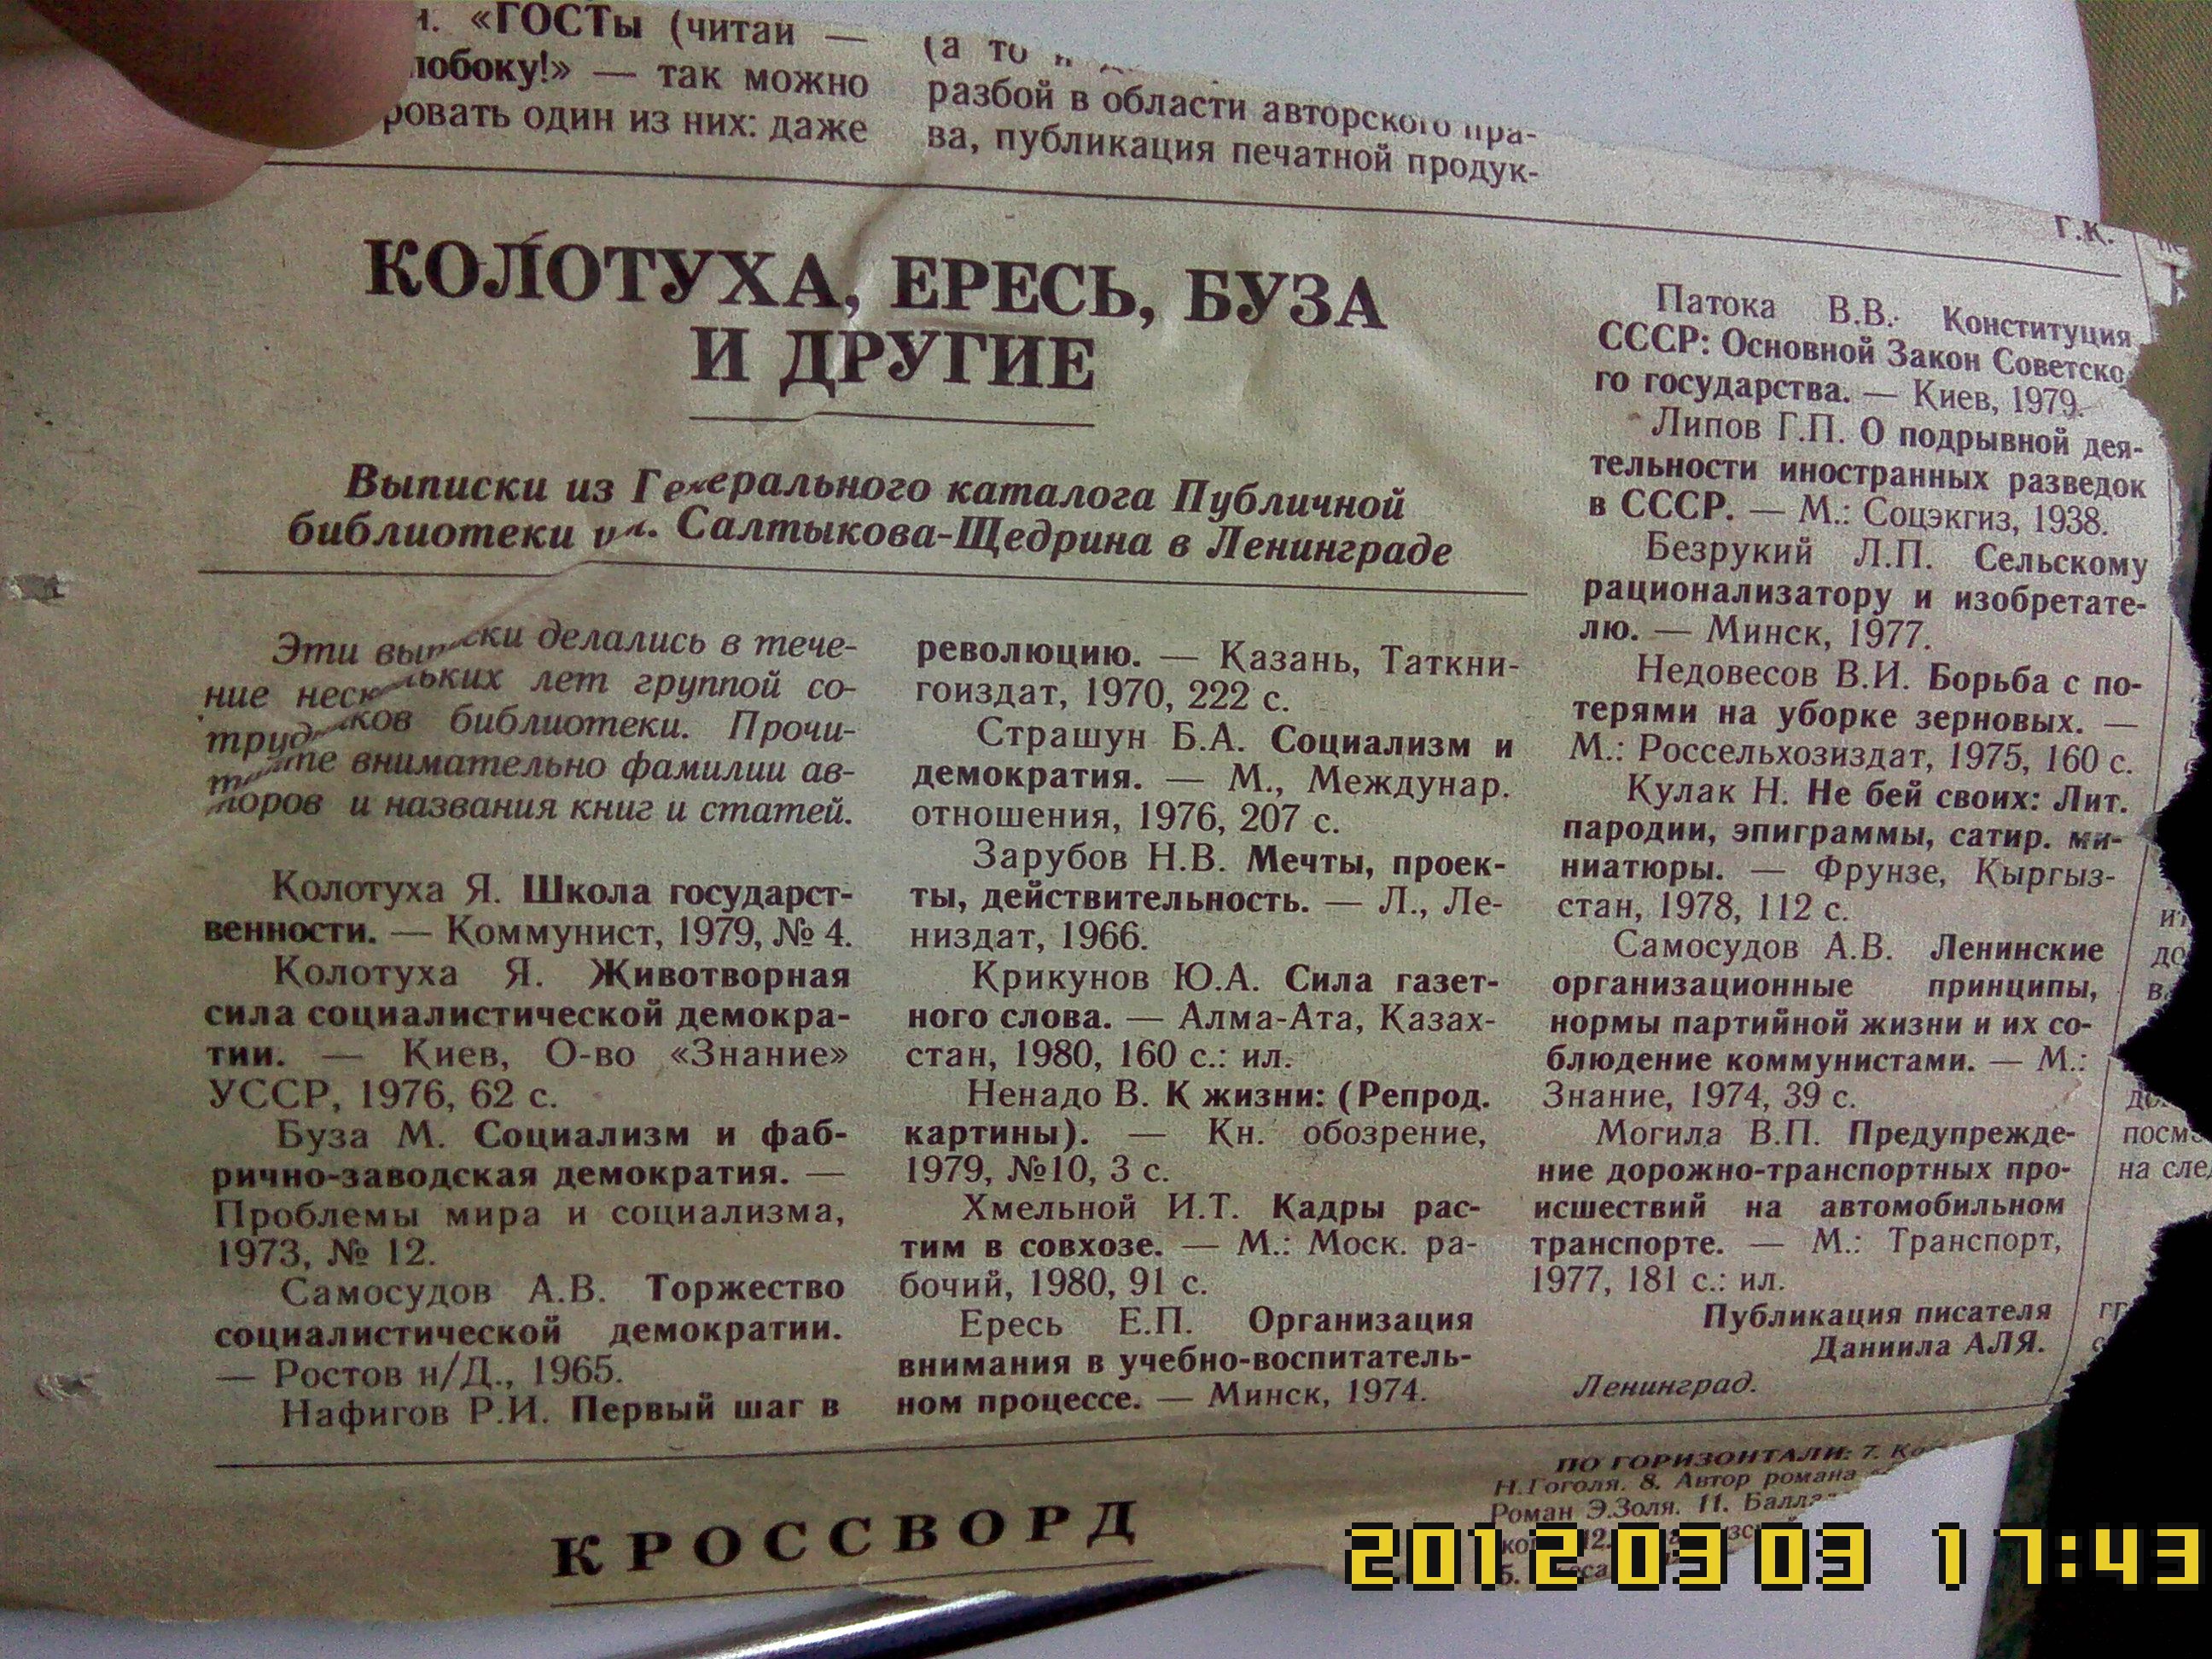 «ГОСТы (читай —
лобоку!» — так можно
ровать один из них: даже
(а то и
разбой в области авторского пра-
ва, публикация печатной продук-
Г.К.
КОЛОТУХА, ЕРЕСЬ, БУЗА
И ДРУГИЕ
Выписки из Генерального каталога Публичной
библиотеки им. Салтыкова-Щедрина в Ленинграде
Эти выписки делались в тече-
ние нескольких лет группой со-
трудников библиотеки. Прочи-
тайте внимательно фамилии ав-
торов и названия книг и статей.
Колотуха Я. Школа государст-
венности. — Коммунист, 1979, № 4.
Колотуха Я. Животворная
сила социалистической демокра-
тии. — Киев, О-во «Знание»
УССР, 1976, 62 с.
Буза М. Социализм и фаб-
рично-заводская демократия. —
Проблемы мира и социализма,
1973, № 12.
Самосудов А.В. Торжество
социалистической демократии.
— Ростов н/Д., 1965.
Нафигов Р.И. Первый шаг в
революцию. — Казань, Таткни-
гоиздат, 1970, 222 с.
Страшун Б.А. Социализм и
демократия. — М., Междунар.
отношения, 1976, 207 с.
Зарубов Н.В. Мечты, проек-
ты, действительность. — Л., Ле-
низдат, 1966.
Крикунов Ю.А. Сила газет-
ного слова. — Алма-Ата, Казах-
стан, 1980, 160 с.: ил.
Ненадо В. К жизни: (Репрод.
картины). — Кн. обозрение,
1979, №10, 3 с.
Хмельной И.Т. Кадры рас-
тим в совхозе. — М.: Моск. ра-
бочий, 1980, 91 с.
Ересь Е.П. Организация
внимания в учебно-воспитатель-
ном процессе. — Минск, 1974.
Патока В.В. Конституция
СССР: Основной Закон Советско-
го государства. — Киев, 1979.
Липов Г.П. О подрывной дея-
тельности иностранных разведок
в СССР. — М.: Соцэкгиз, 1938.
Безрукий Л.П. Сельскому
рационализатору и изобретате-
лю. — Минск, 1977.
Недовесов В.И. Борьба с по-
терями на уборке зерновых. —
М.: Россельхозиздат, 1975, 160 с.
Кулак Н. Не бей своих: Лит.
пародии, эпиграммы, сатир. ми-
ниатюры. — Фрунзе, Кыргыз-
стан, 1978, 112 с.
Самосудов А.В. Ленинские
организационные принципы,
нормы партийной жизни и их со-
блюдение коммунистами. — М.:
Знание, 1974, 39 с.
Могила В.П. Предупрежде-
ние дорожно-транспортных про-
исшествий на автомобильном
транспорте. — М.: Транспорт,
1977, 181 с.: ил.
Публикация писателя
Даниила АЛЯ.
Ленинград.
на
КРОССВОРД
ПО ГОРИЗОНТАЛИ: 7.
Н.Гоголя. 8. Автор романа
Роман Э.Золя. 11.
12.
2012 03 03 17:43